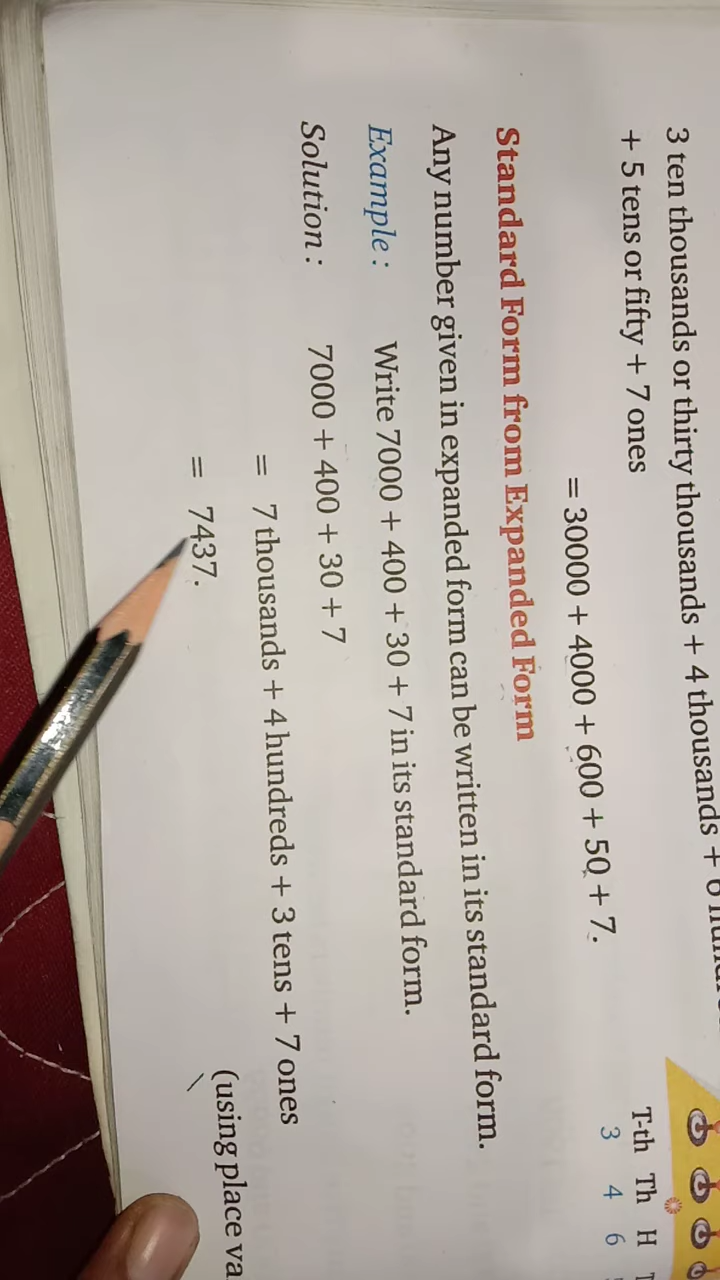 3 ten thousands or thirty thousands + 4 thousands + 6
+ 5 tens or fifty + 7 ones
= 30000 + 4000 + 600 + 50 + 7.
T-th Th H
3 4 6
Standard Form from Expanded Form
Any number given in expanded form can be written in its standard form.
Example : Write 7000 + 400 + 30 + 7 in its standard form.
Solution : 7000 + 400 + 30 + 7
= 7 thousands + 4 hundreds + 3 tens + 7 ones
(using place
= 7437.